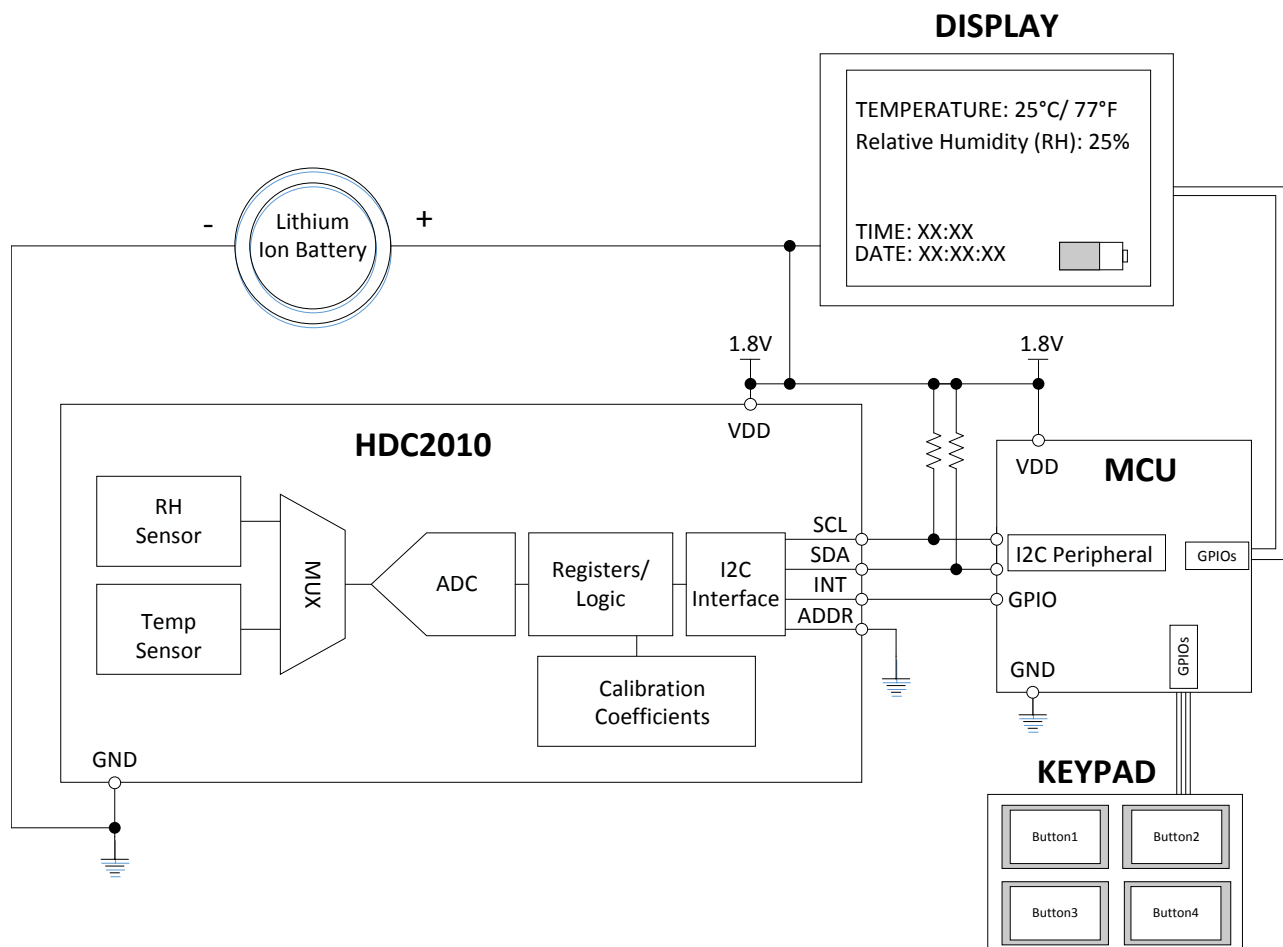 DISPLAY
TEMPERATURE: 25°C/ 77°F
Relative Humidity (RH): 25%
TIME: XX:XX
DATE: XX:XX:XX
-
Lithium
Ion Battery
+
1.8V
1.8V
VDD
HDC2010
RH
Sensor
Temp
Sensor
MUX
ADC
Registers/
Logic
I2C
Interface
Calibration
Coefficients
SCL
SDA
INT
ADDR
GND
VDD
MCU
I2C Peripheral
GPIOs
GPIO
GPIOs
GND
KEYPAD
Button1
Button2
Button3
Button4